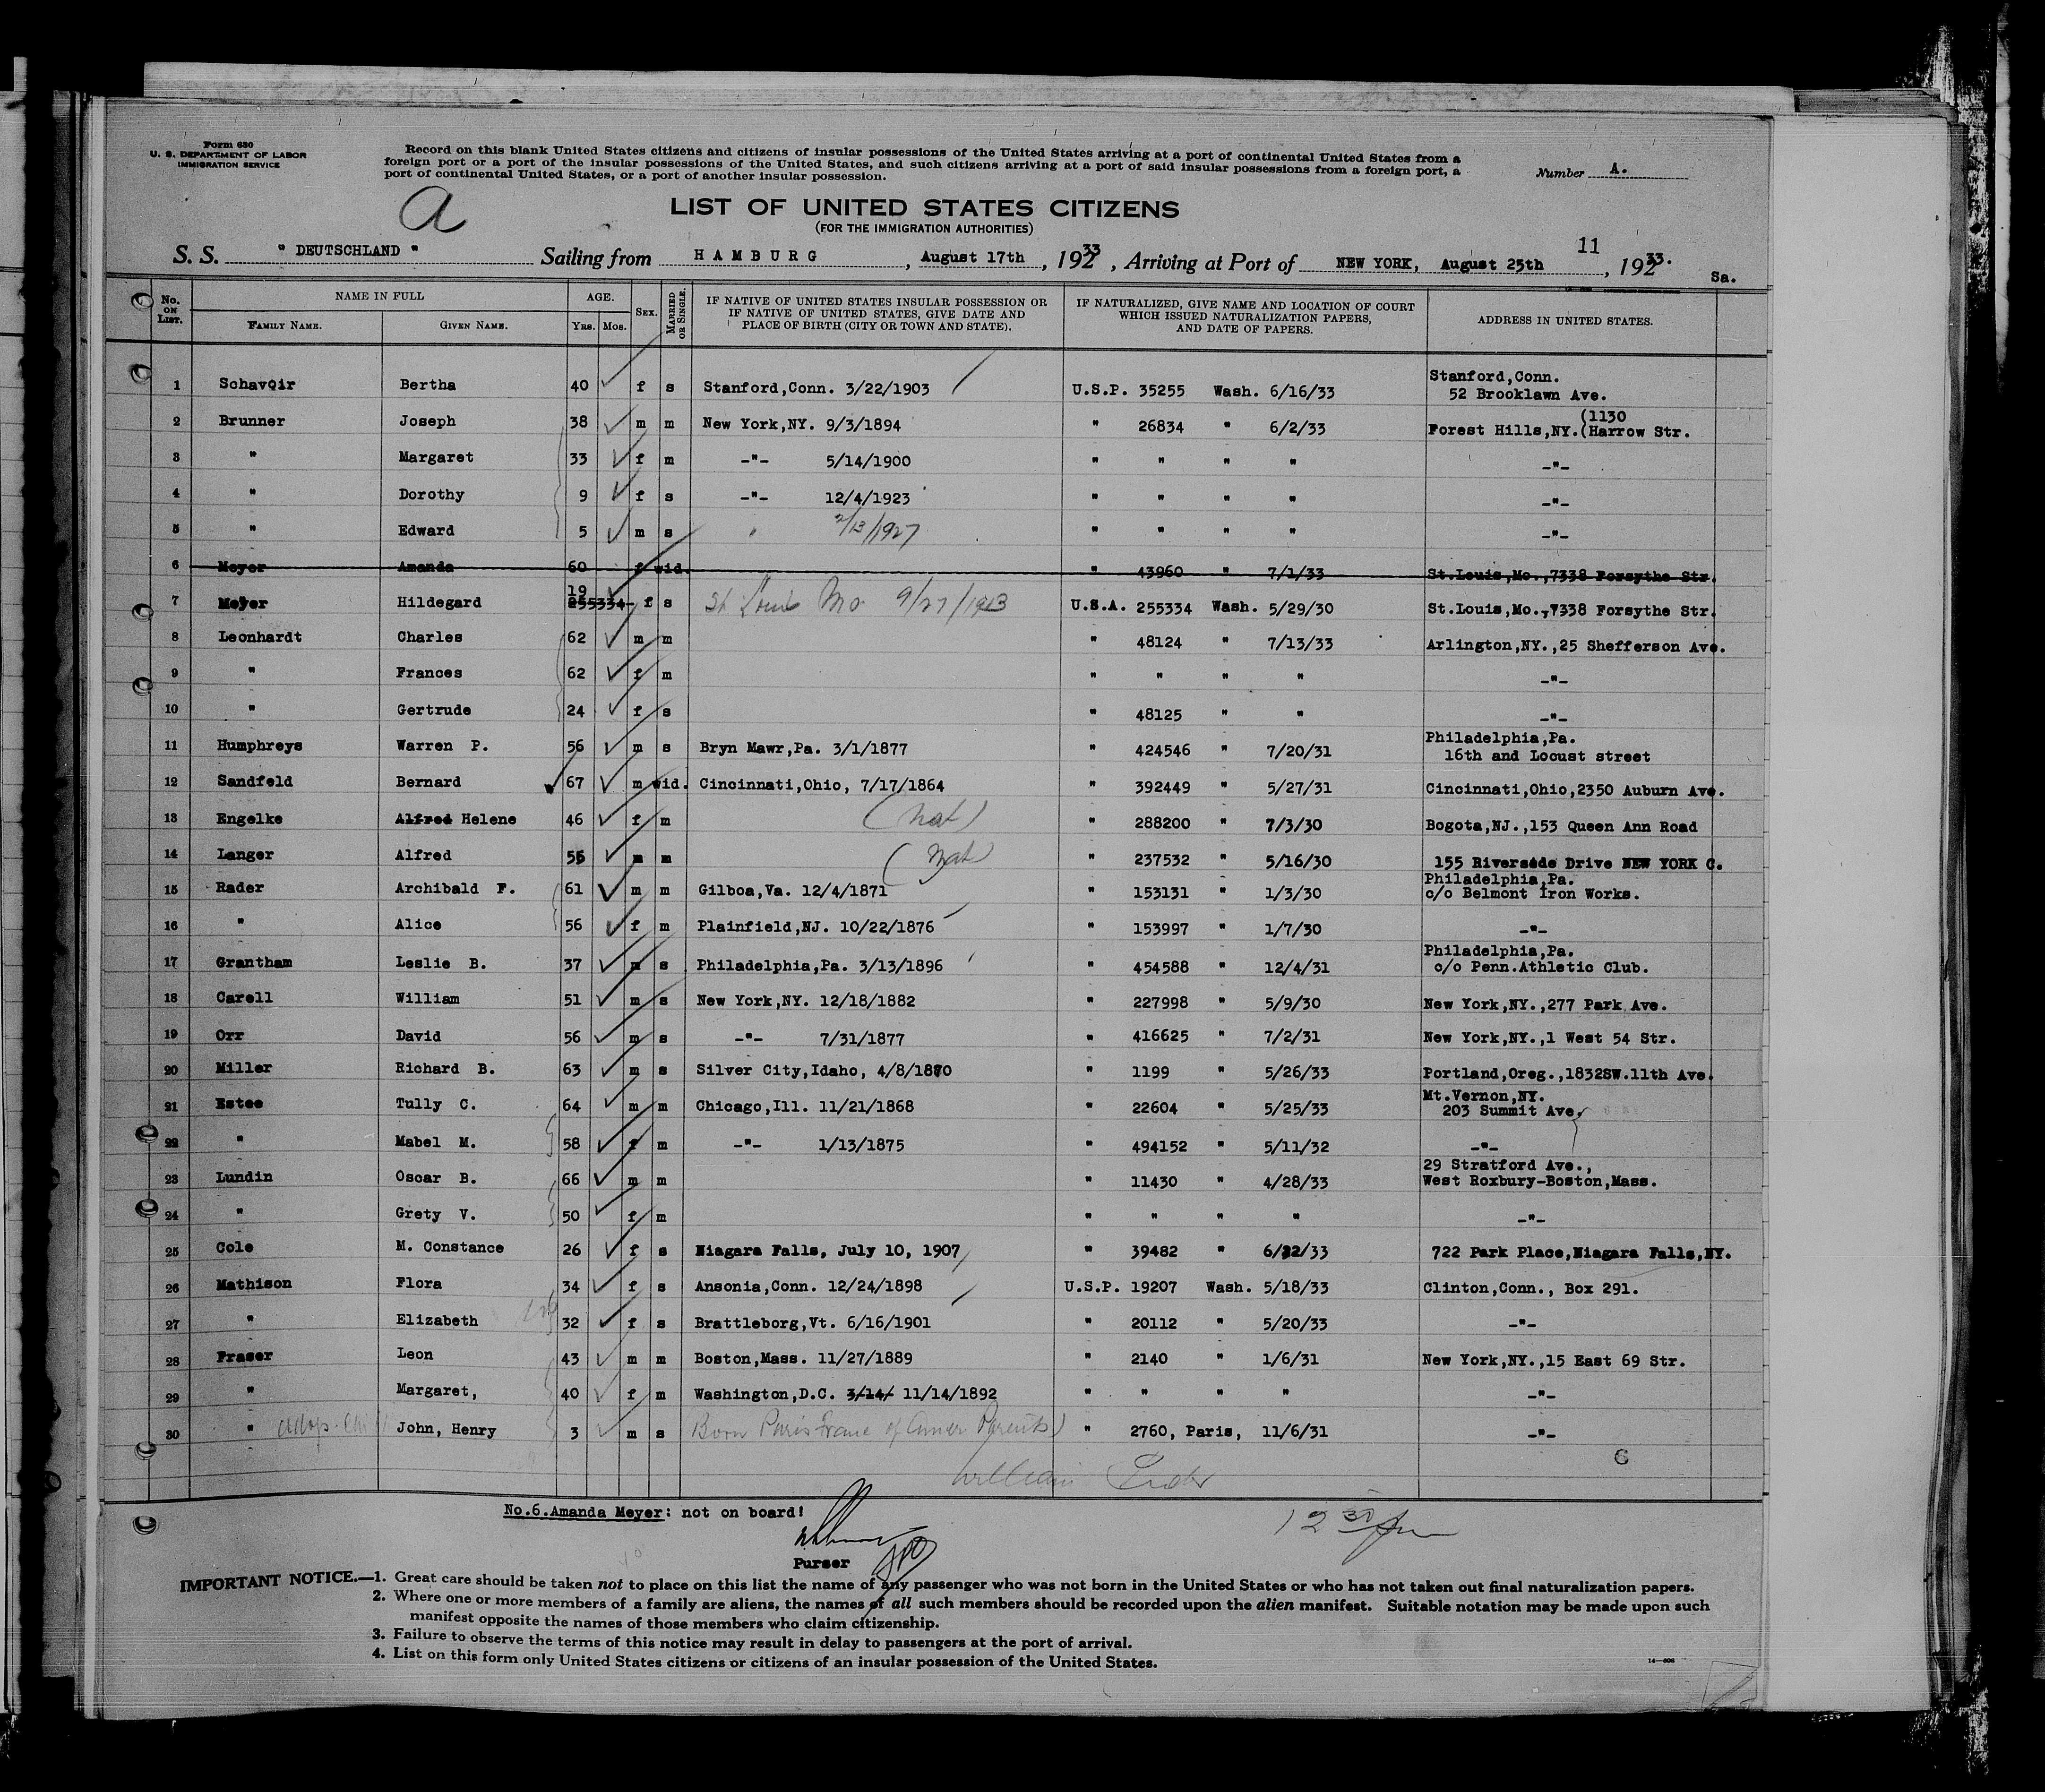 Form 630
U. S. DEPARTMENT OF LABOR
IMMIGRATION SERVICE
Record on this blank United States citizens and citizens of insular possessions of the United States arriving at a port of continental United States from a
foreign port or a port of the insular possessions of the United States, and such citizens arriving at a port of said insular possessions from a foreign port, a
port of continental United States, or a port of another insular possession.
Number A.
a
LIST OF UNITED STATES CITIZENS
(FOR THE IMMIGRATION AUTHORITIES)
S. S. " DEUTSCHLAND " Sailing from HAMBURG, August 17th, 1933, Arriving at Port of NEW YORK, August 25th 11, 1933.
Sa.
No. ON LIST. NAME IN FULL FAMILY NAME. GIVEN NAME. AGE. Yrs. Mos. SEX. MARRIED OR SINGLE. IF NATIVE OF UNITED STATES INSULAR POSSESSION OR IF NATIVE OF UNITED STATES, GIVE DATE AND PLACE OF BIRTH (CITY OR TOWN AND STATE). IF NATURALIZED, GIVE NAME AND LOCATION OF COURT WHICH ISSUED NATURALIZATION PAPERS, AND DATE OF PAPERS. ADDRESS IN UNITED STATES.
1 Schavoir Bertha 40 f s Stanford,Conn. 3/22/1903 U.S.P. 35255 Wash. 6/16/33 Stanford,Conn. 52 Brooklawn Ave.
2 Brunner Joseph 38 m m New York,NY. 9/3/1894 " 26834 " 6/2/33 Forest Hills,NY.(1130 (Harrow Str.
3 " Margaret 33 f m -"- 5/14/1900 " " " " -"-
4 " Dorothy 9 f s -"- 12/4/1923 " " " " -"-
5 " Edward 5 m s " 2/13/1927 " " " " -"-
6 Meyer Amanda 60 f wid. " 43960 " 7/1/33 St.Louis,Mo.,7338 Forsythe Str.
7 Meyer Hildegard 19 255334 f s St Louis Mo 9/27/1913 U.S.A. 255334 Wash. 5/29/30 St.Louis,Mo.,7338 Forsythe Str.
8 Leonhardt Charles 62 m m " 48124 " 7/13/33 Arlington,NY.,25 Shefferson Ave.
9 " Frances 62 f m " " " " -"-
10 " Gertrude 24 f s " 48125 " " -"-
11 Humphreys Warren P. 56 m s Bryn Mawr,Pa. 3/1/1877 " 424546 " 7/20/31 Philadelphia,Pa. 16th and Locust street
12 Sandfeld Bernard 67 m wid. Cincinnati,Ohio, 7/17/1864 " 392449 " 5/27/31 Cincinnati,Ohio,2350 Auburn Ave.
13 Engelke Alfred Helene 46 f m (Nat) " 288200 " 7/3/30 Bogota,NJ.,153 Queen Ann Road
14 Langer Alfred 55 m m (Nat) " 237532 " 5/16/30 155 Riverside Drive NEW YORK C.
15 Rader Archibald F. 61 m m Gilboa,Va. 12/4/1871 " 153131 " 1/3/30 Philadelphia,Pa. c/o Belmont Iron Works.
16 " Alice 56 f m Plainfield,NJ. 10/22/1876 " 153997 " 1/7/30 -"-
17 Grantham Leslie B. 37 m s Philadelphia,Pa. 3/13/1896 " 454588 " 12/4/31 Philadelphia,Pa. c/o Penn.Athletic Club.
18 Carell William 51 m s New York,NY. 12/18/1882 " 227998 " 5/9/30 New York,NY.,277 Park Ave.
19 Orr David 56 m s -"- 7/31/1877 " 416625 " 7/2/31 New York,NY.,1 West 54 Str.
20 Miller Richard B. 63 m s Silver City,Idaho, 4/8/1870 " 1199 " 5/26/33 Portland,Oreg.,1832SW.11th Ave.
21 Estee Tully C. 64 m m Chicago,Ill. 11/21/1868 " 22604 " 5/25/33 Mt.Vernon,NY. 203 Summit Ave.
22 " Mabel M. 58 f m -"- 1/13/1875 " 494152 " 5/11/32 -"-
23 Lundin Oscar B. 66 m m " 11430 " 4/28/33 29 Stratford Ave., West Roxbury-Boston,Mass.
24 " Grety V. 50 f m " " " " -"-
25 Cole M. Constance 26 f s Niagara Falls, July 10, 1907 " 39482 " 6/22/33 722 Park Place,Niagara Falls,NY.
26 Mathison Flora 34 f s Ansonia,Conn. 12/24/1898 U.S.P. 19207 Wash. 5/18/33 Clinton,Conn., Box 291.
27 " Elizabeth 32 f s Brattleborg,Vt. 6/16/1901 " 20112 " 5/20/33 -"-
28 Fraser Leon 43 m m Boston,Mass. 11/27/1889 " 2140 " 1/6/31 New York,NY.,15 East 69 Str.
29 " Margaret, 40 f m Washington,D.C. 3/14/ 11/14/1892 " " " " -"-
30 " adop. Ch. John, Henry 3 m s Born Paris France of Amer Parents) " 2760, Paris, 11/6/31 -"-
C
William
No.6.Amanda Meyer: not on board!
12 30 pm
Purser
IMPORTANT NOTICE.—1. Great care should be taken not to place on this list the name of any passenger who was not born in the United States or who has not taken out final naturalization papers.
2. Where one or more members of a family are aliens, the names of all such members should be recorded upon the alien manifest. Suitable notation may be made upon such
manifest opposite the names of those members who claim citizenship.
3. Failure to observe the terms of this notice may result in delay to passengers at the port of arrival.
4. List on this form only United States citizens or citizens of an insular possession of the United States.
14—806